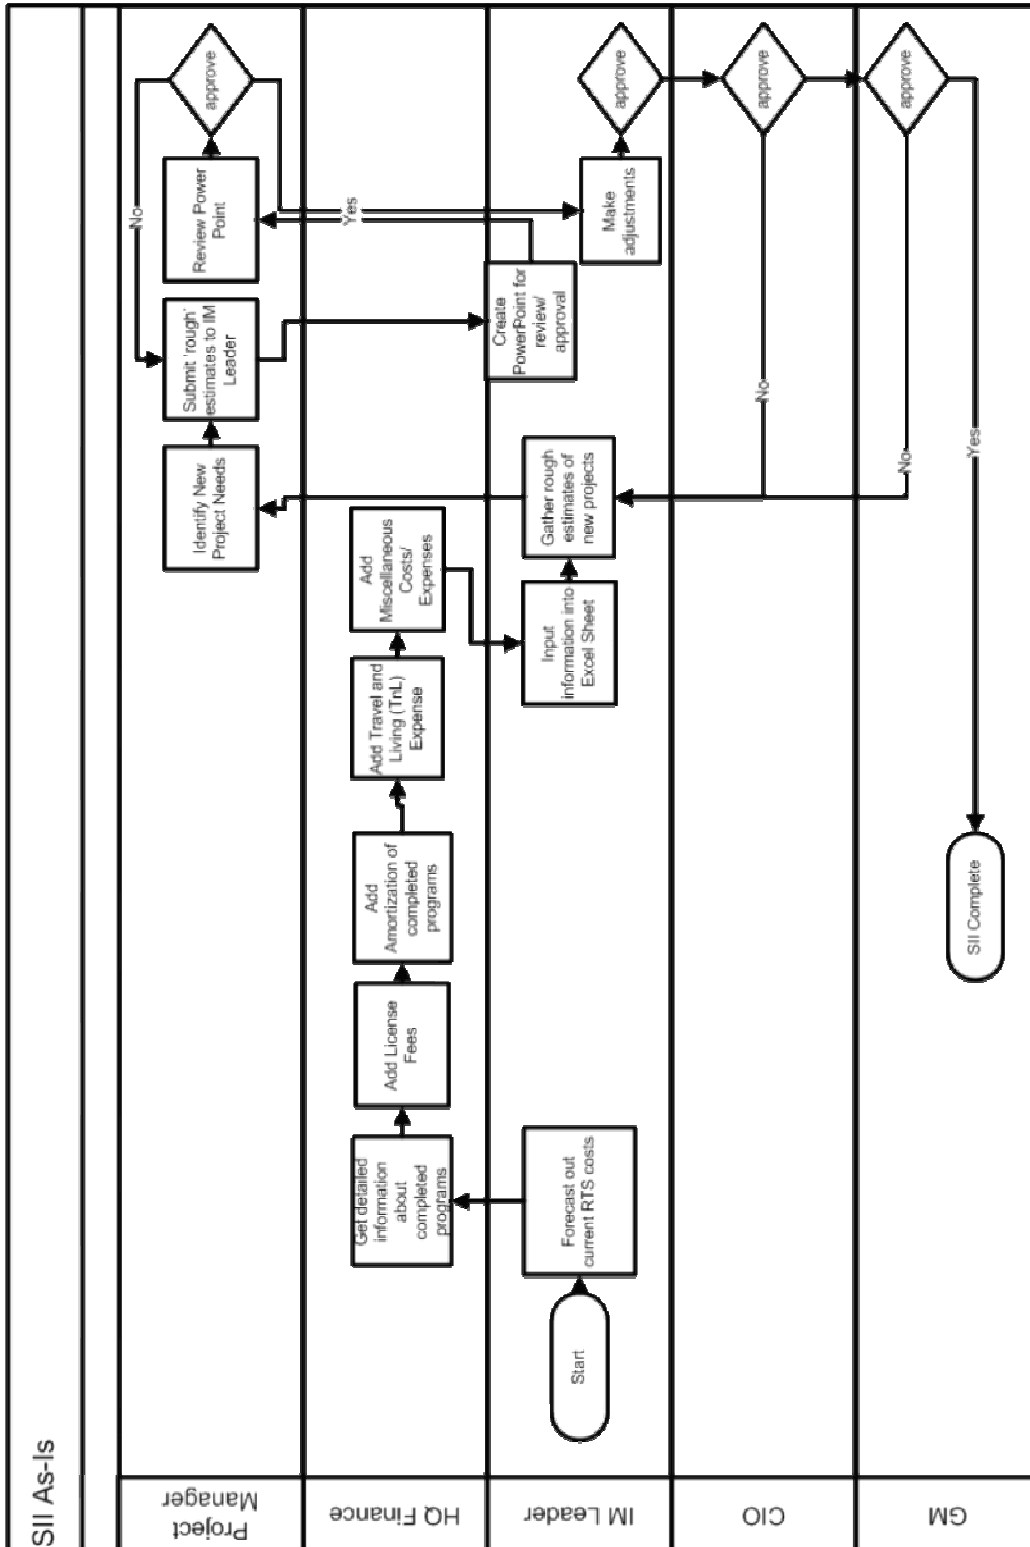 SII As-Is
Project
Manager
Identify New
Project Needs
Submit 'rough'
estimates to IM
Leader
Review Power
Point
approve
No
Yes
HQ Finance
Get detailed
information
about
completed
programs
Add License
Fees
Add
Amortization of
completed
programs
Add Travel and
Living (TnL)
Expense
Add
Miscellaneous
Costs/
Expenses
IM Leader
Start
Forecast out
current RTS costs
Input
information into
Excel Sheet
Gather rough
estimates of
new projects
Create
PowerPoint for
review/
approval
Make
adjustments
approve
CIO
approve
No
GM
approve
No
Yes
SII Complete